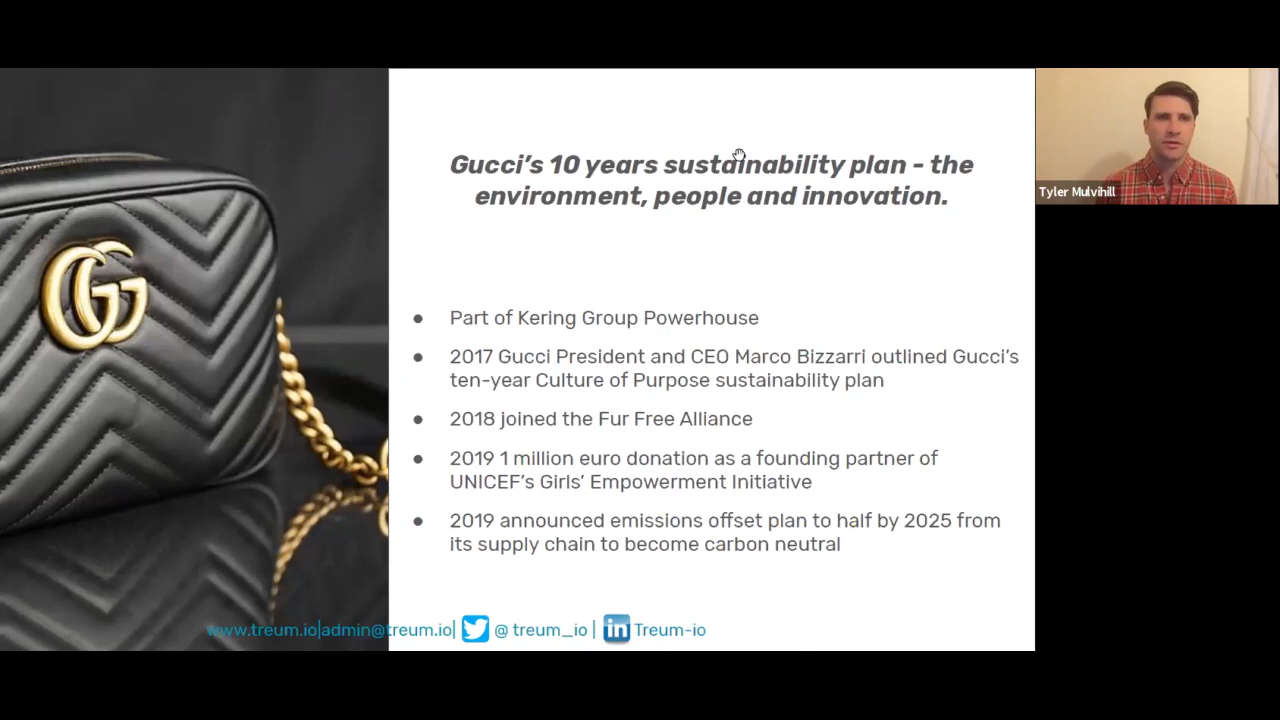 Gucci's 10 years sustainability plan - the
environment, people and innovation.
Tyler Mulvihill
● Part of Kering Group Powerhouse
● 2017 Gucci President and CEO Marco Bizzarri outlined Gucci's
ten-year Culture of Purpose sustainability plan
● 2018 joined the Fur Free Alliance
● 2019 1 million euro donation as a founding partner of
UNICEF's Girls' Empowerment Initiative
● 2019 announced emissions offset plan to half by 2025 from
its supply chain to become carbon neutral
www.treum.io|admin@treum.io| @ treum_io | in Treum-io